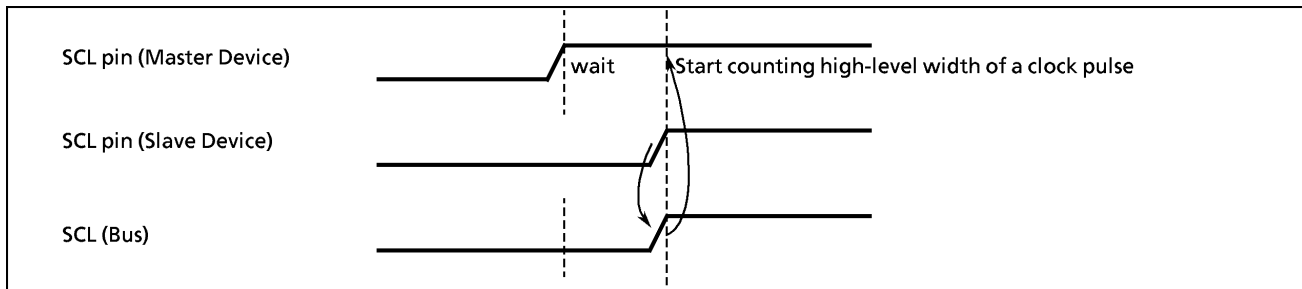 SCL pin (Master Device)
wait
Start counting high-level width of a clock pulse
SCL pin (Slave Device)
SCL (Bus)